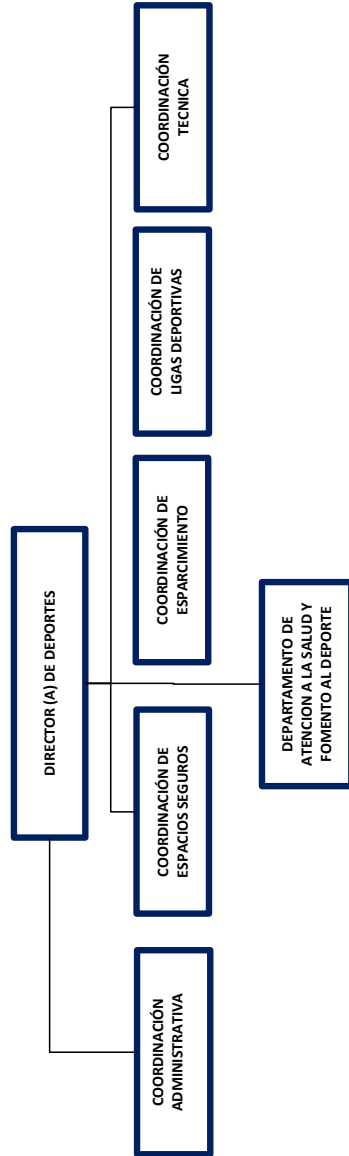 DIRECTOR (A) DE DEPORTES
COORDINACIÓN
ADMINISTRATIVA
COORDINACIÓN DE
ESPACIOS SEGUROS
COORDINACIÓN DE
ESPARCIMIENTO
COORDINACIÓN DE
LIGAS DEPORTIVAS
COORDINACIÓN
TECNICA
DEPARTAMENTO DE
ATENCION A LA SALUD Y
FOMENTO AL DEPORTE